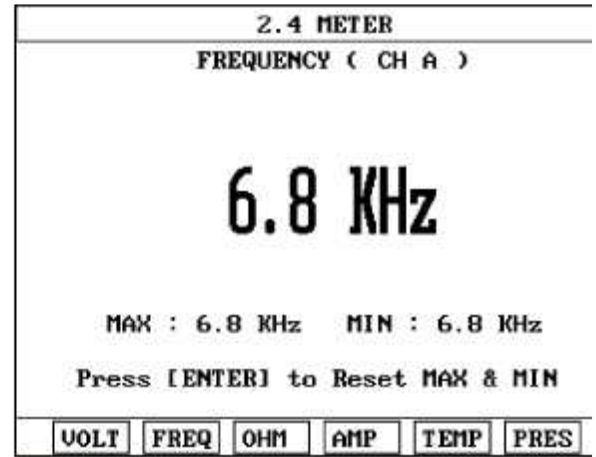 2.4 METER
FREQUENCY ( CH A )
6.8 KHz
MAX : 6.8 KHz MIN : 6.8 KHz
Press [ENTER] to Reset MAX & MIN
VOLT FREQ OHM AMP TEMP PRES